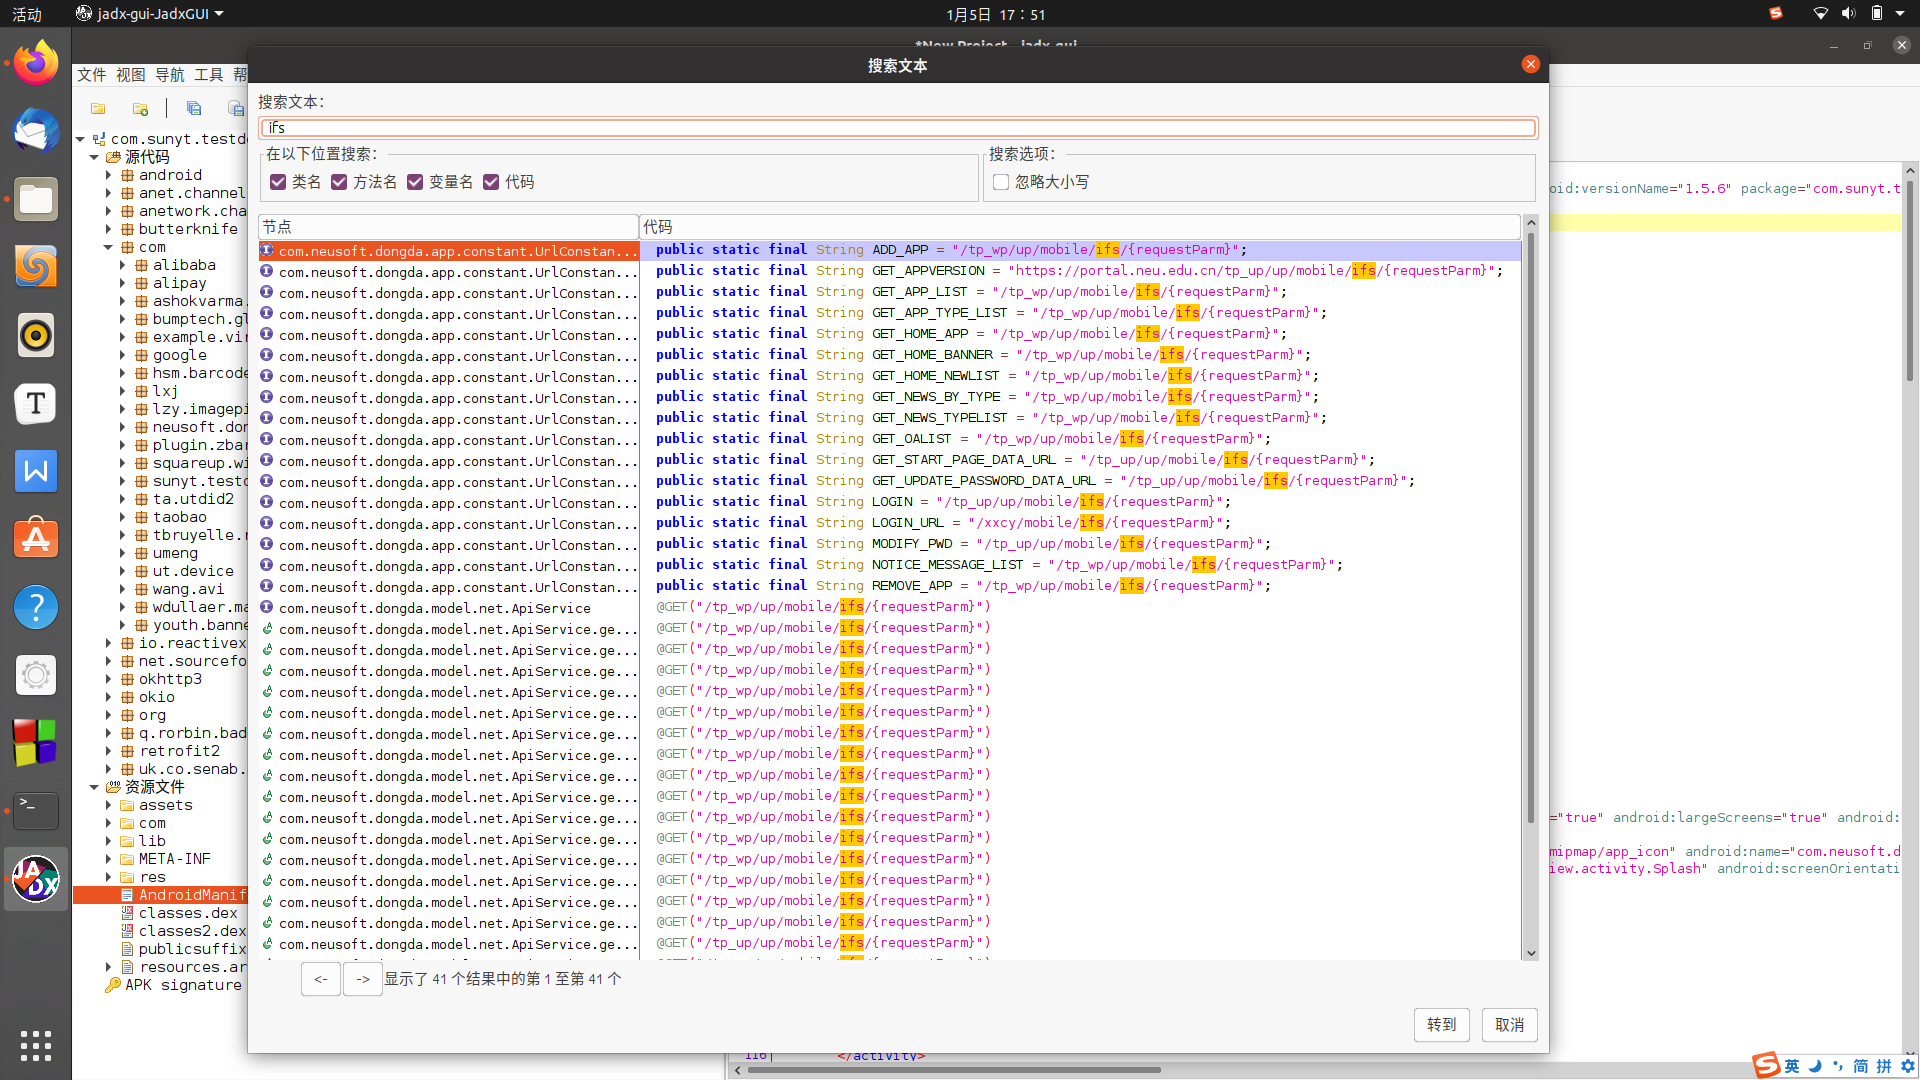 活动
jadx-gui-JadxGUI
1月5日 17：51
*New Project - jadx-gui
文件 视图 导航 工具 帮
搜索文本
搜索文本：
ifs
在以下位置搜索：
类名 方法名 变量名 代码
搜索选项：
忽略大小写
节点 代码
com.neusoft.dongda.app.constant.UrlConstan... public static final String ADD_APP = "/tp_wp/up/mobile/ifs/{requestParm}";
com.neusoft.dongda.app.constant.UrlConstan... public static final String GET_APPVERSION = "https://portal.neu.edu.cn/tp_up/up/mobile/ifs/{requestParm}";
com.neusoft.dongda.app.constant.UrlConstan... public static final String GET_APP_LIST = "/tp_wp/up/mobile/ifs/{requestParm}";
com.neusoft.dongda.app.constant.UrlConstan... public static final String GET_APP_TYPE_LIST = "/tp_wp/up/mobile/ifs/{requestParm}";
com.neusoft.dongda.app.constant.UrlConstan... public static final String GET_HOME_APP = "/tp_wp/up/mobile/ifs/{requestParm}";
com.neusoft.dongda.app.constant.UrlConstan... public static final String GET_HOME_BANNER = "/tp_wp/up/mobile/ifs/{requestParm}";
com.neusoft.dongda.app.constant.UrlConstan... public static final String GET_HOME_NEWLIST = "/tp_wp/up/mobile/ifs/{requestParm}";
com.neusoft.dongda.app.constant.UrlConstan... public static final String GET_NEWS_BY_TYPE = "/tp_wp/up/mobile/ifs/{requestParm}";
com.neusoft.dongda.app.constant.UrlConstan... public static final String GET_NEWS_TYPELIST = "/tp_wp/up/mobile/ifs/{requestParm}";
com.neusoft.dongda.app.constant.UrlConstan... public static final String GET_OALIST = "/tp_wp/up/mobile/ifs/{requestParm}";
com.neusoft.dongda.app.constant.UrlConstan... public static final String GET_START_PAGE_DATA_URL = "/tp_up/up/mobile/ifs/{requestParm}";
com.neusoft.dongda.app.constant.UrlConstan... public static final String GET_UPDATE_PASSWORD_DATA_URL = "/tp_up/up/mobile/ifs/{requestParm}";
com.neusoft.dongda.app.constant.UrlConstan... public static final String LOGIN = "/tp_up/up/mobile/ifs/{requestParm}";
com.neusoft.dongda.app.constant.UrlConstan... public static final String LOGIN_URL = "/xxcy/mobile/ifs/{requestParm}";
com.neusoft.dongda.app.constant.UrlConstan... public static final String MODIFY_PWD = "/tp_up/up/mobile/ifs/{requestParm}";
com.neusoft.dongda.app.constant.UrlConstan... public static final String NOTICE_MESSAGE_LIST = "/tp_wp/up/mobile/ifs/{requestParm}";
com.neusoft.dongda.app.constant.UrlConstan... public static final String REMOVE_APP = "/tp_wp/up/mobile/ifs/{requestParm}";
com.neusoft.dongda.model.net.ApiService @GET("/tp_wp/up/mobile/ifs/{requestParm}")
com.neusoft.dongda.model.net.ApiService.ge... @GET("/tp_wp/up/mobile/ifs/{requestParm}")
com.neusoft.dongda.model.net.ApiService.ge... @GET("/tp_wp/up/mobile/ifs/{requestParm}")
com.neusoft.dongda.model.net.ApiService.ge... @GET("/tp_wp/up/mobile/ifs/{requestParm}")
com.neusoft.dongda.model.net.ApiService.ge... @GET("/tp_wp/up/mobile/ifs/{requestParm}")
com.neusoft.dongda.model.net.ApiService.ge... @GET("/tp_wp/up/mobile/ifs/{requestParm}")
com.neusoft.dongda.model.net.ApiService.ge... @GET("/tp_wp/up/mobile/ifs/{requestParm}")
com.neusoft.dongda.model.net.ApiService.ge... @GET("/tp_wp/up/mobile/ifs/{requestParm}")
com.neusoft.dongda.model.net.ApiService.ge... @GET("/tp_wp/up/mobile/ifs/{requestParm}")
com.neusoft.dongda.model.net.ApiService.ge... @GET("/tp_wp/up/mobile/ifs/{requestParm}")
com.neusoft.dongda.model.net.ApiService.ge... @GET("/tp_wp/up/mobile/ifs/{requestParm}")
com.neusoft.dongda.model.net.ApiService.ge... @GET("/tp_wp/up/mobile/ifs/{requestParm}")
com.neusoft.dongda.model.net.ApiService.ge... @GET("/tp_wp/up/mobile/ifs/{requestParm}")
com.neusoft.dongda.model.net.ApiService.ge... @GET("/tp_wp/up/mobile/ifs/{requestParm}")
com.neusoft.dongda.model.net.ApiService.ge... @GET("/tp_wp/up/mobile/ifs/{requestParm}")
com.neusoft.dongda.model.net.ApiService.ge... @GET("/tp_up/up/mobile/ifs/{requestParm}")
com.neusoft.dongda.model.net.ApiService.ge... @GET("/tp_up/up/mobile/ifs/{requestParm}")
<- -> 显示了 41 个结果中的第 1 至第 41 个
转到 取消
com.sunyt.testde
源代码
android
anet.channel
anetwork.cha
butterknife
com
alibaba
alipay
ashokvarma.
bumptech.gl
example.vir
google
hsm.barcode
lxj
lzy.imagepi
neusoft.don
plugin.zbar
squareup.wi
sunyt.testd
ta.utdid2
taobao
tbruyelle.r
umeng
ut.device
wang.avi
wdullaer.ma
youth.banne
io.reactivex
net.sourcefo
okhttp3
okio
org
q.rorbin.bad
retrofit2
uk.co.senab.
资源文件
assets
com
lib
META-INF
res
AndroidManif
classes.dex
classes2.dex
publicsuffix
resources.ar
APK signature
oid:versionName="1.5.6" package="com.sunyt.t
="true" android:largeScreens="true" android:
mipmap/app_icon" android:name="com.neusoft.d
iew.activity.Splash" android:screenOrientati
116 </activity>
英 简 拼